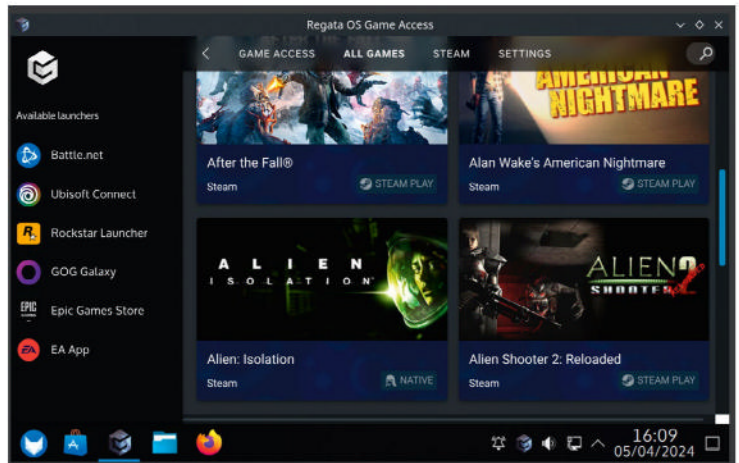 Regata OS Game Access
GAME ACCESS ALL GAMES STEAM SETTINGS
Available launchers
Battle.net
Ubisoft Connect
Rockstar Launcher
GOG Galaxy
EPIC
Epic Games Store
EA
EA App
AMERICAN
NIGHTMARE
After the Fall®
Steam
STEAM PLAY
Alan Wake's American Nightmare
Steam
STEAM PLAY
ALIEN
ISOLATION
Alien: Isolation
Steam
NATIVE
ALIEN
SHOOTER 2
Alien Shooter 2: Reloaded
Steam
STEAM PLAY
16:09
05/04/2024